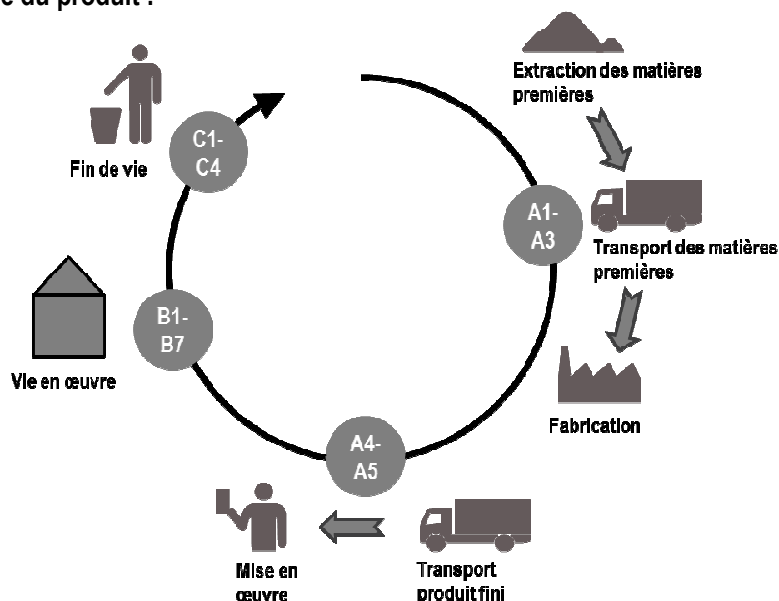 e du produit :
Extraction des matières
premières
A1-
A3
Transport des matières
premières
Fabrication
A4-
A5
Transport
produit fini
Mise en
œuvre
B1-
B7
Vie en œuvre
C1-
C4
Fin de vie